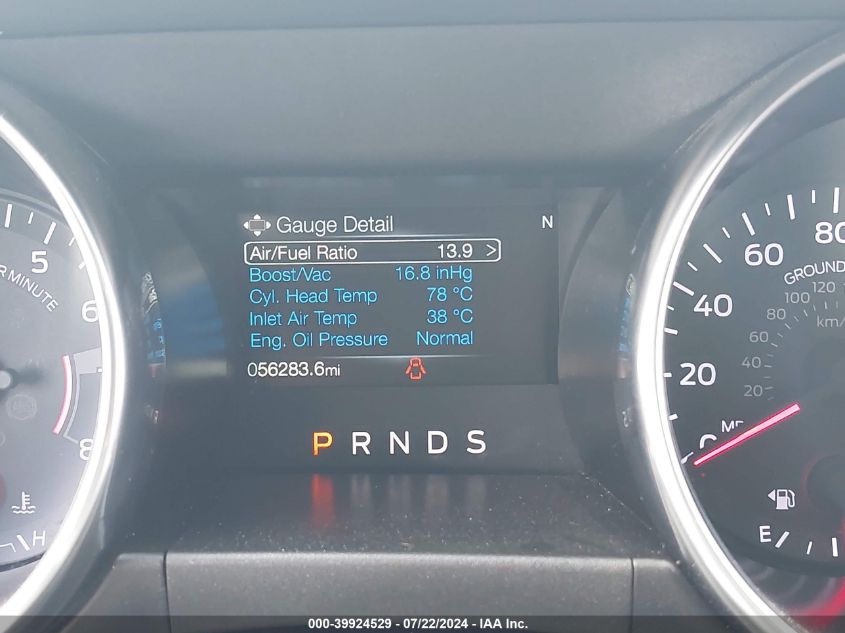 Gauge Detail N
Air/Fuel Ratio 13.9 >
Boost/Vac 16.8 inHg
Cyl. Head Temp 78 °C
Inlet Air Temp 38 °C
Eng. Oil Pressure Normal
056283.6mi
P R N D S
5
6
8
MINUTE
H
0
20
40
60
80
GROUND
20
40
60
80
100
120
km/
E
000-39924529 - 07/22/2024 - IAA Inc.